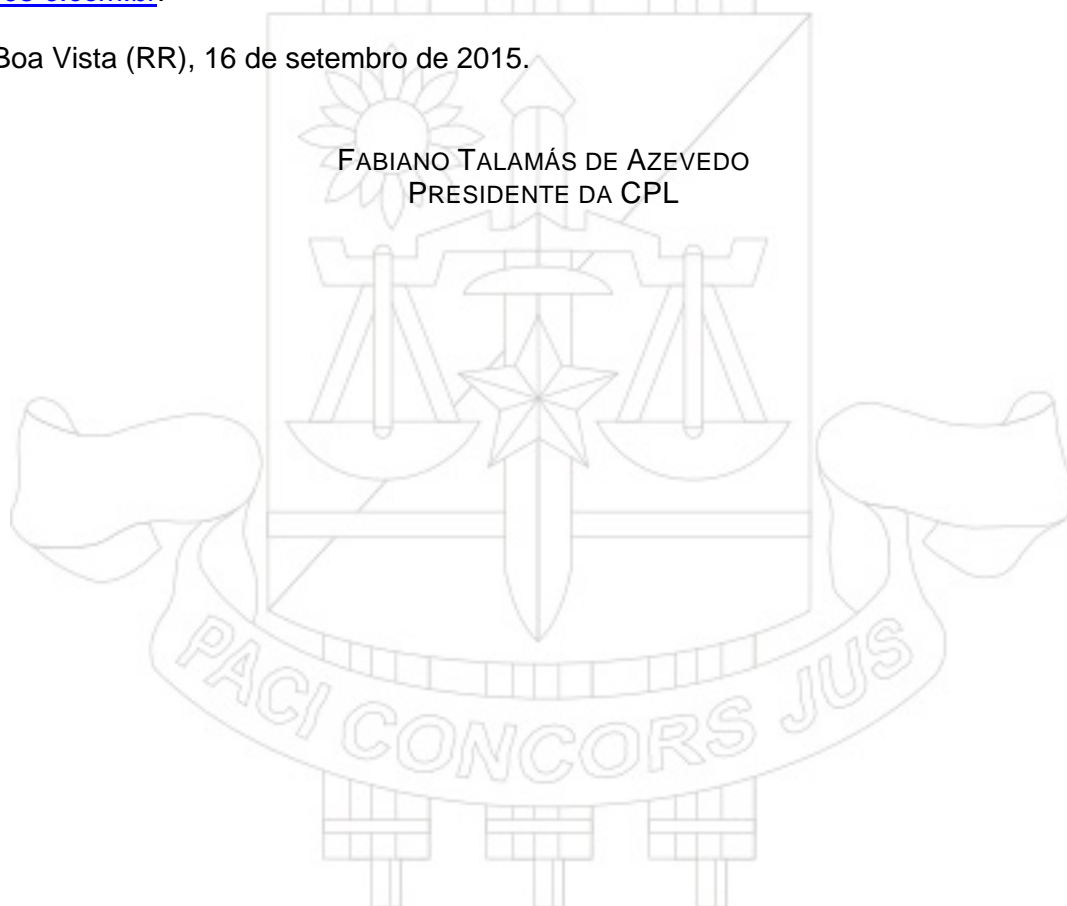 Boa Vista (RR), 16 de setembro de 2015.
FABIANO TALAMÁS DE AZEVEDO
PRESIDENTE DA CPL
PACI CONCORS JUS